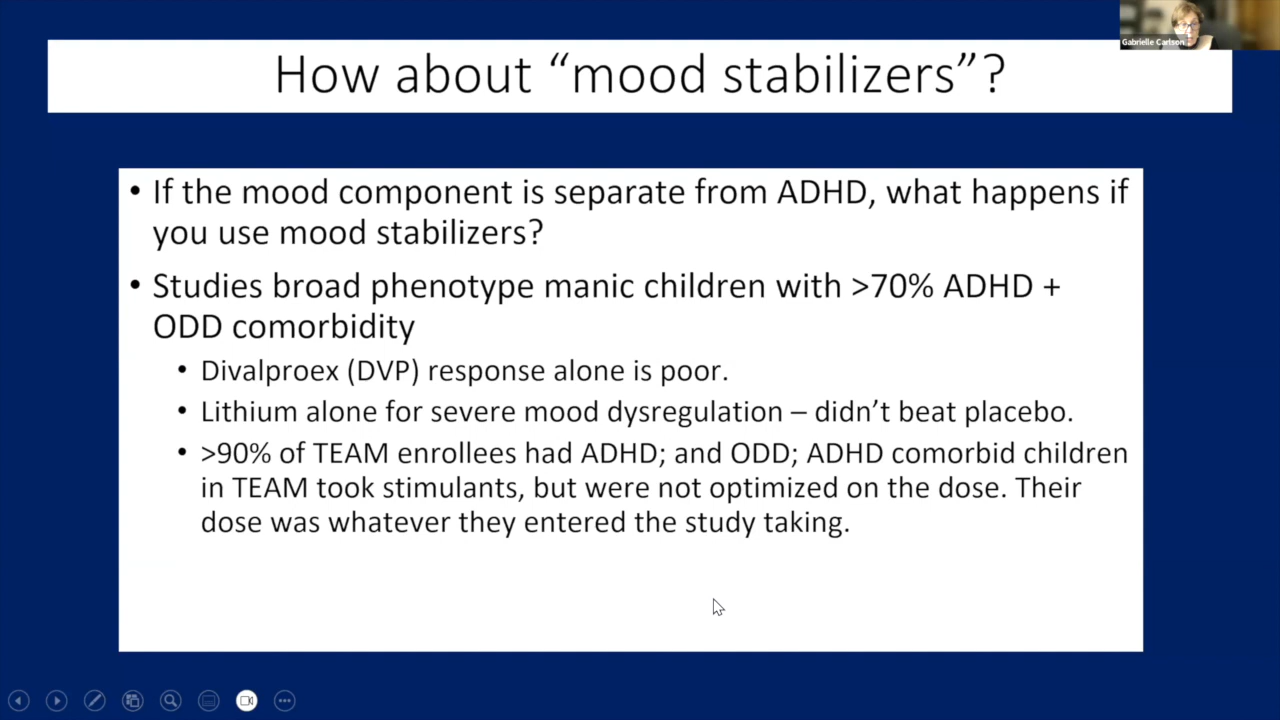 Gabrielle Carlson
How about “mood stabilizers”?
• If the mood component is separate from ADHD, what happens if
you use mood stabilizers?
• Studies broad phenotype manic children with >70% ADHD +
ODD comorbidity
• Divalproex (DVP) response alone is poor.
• Lithium alone for severe mood dysregulation – didn’t beat placebo.
• >90% of TEAM enrollees had ADHD; and ODD; ADHD comorbid children
in TEAM took stimulants, but were not optimized on the dose. Their
dose was whatever they entered the study taking.